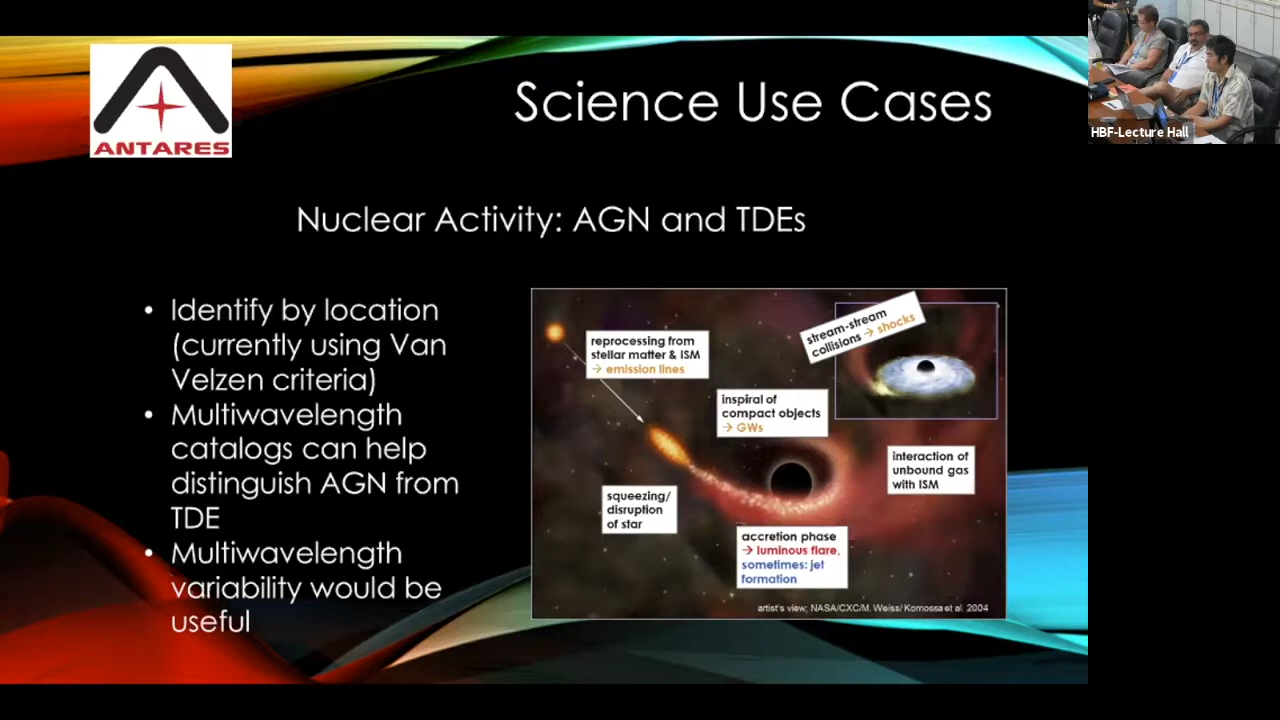 ANTARES
Science Use Cases
HBF-Lecture Hall
Nuclear Activity: AGN and TDEs
• Identify by location
(currently using Van
Velzen criteria)
• Multiwavelength
catalogs can help
distinguish AGN from
TDE
• Multiwavelength
variability would be
useful
reprocessing from
stellar matter & ISM
→ emission lines
stream-stream
collisions → shocks
inspiral of
compact objects
→ GWs
interaction of
unbound gas
with ISM
squeezing/
disruption
of star
accretion phase
→ luminous flare,
sometimes: jet
formation
artist's view; NASA/CXC/M. Weiss/ Komossa et al. 2004